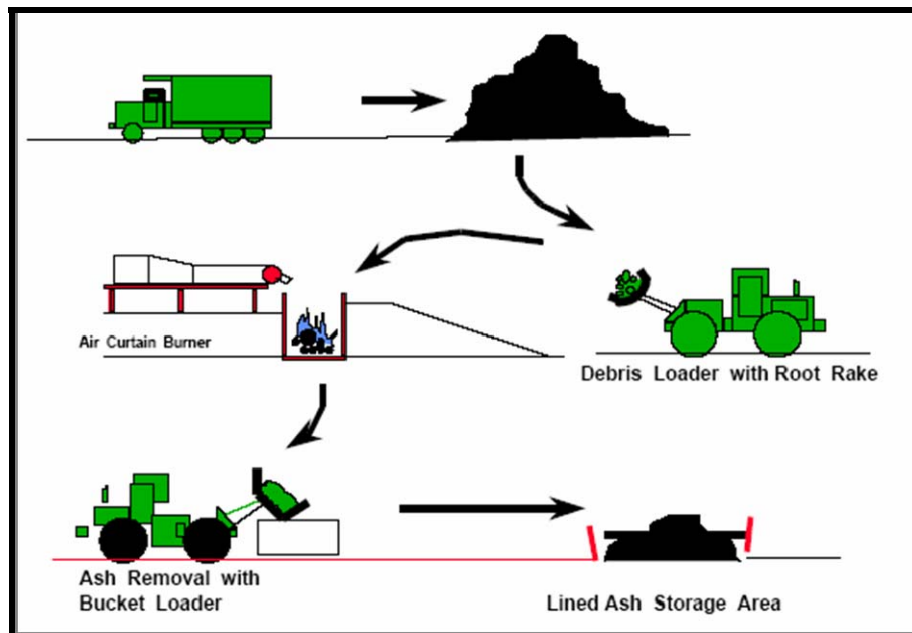 Air Curtain Burner
Debris Loader with Root Rake
Ash Removal with
Bucket Loader
Lined Ash Storage Area